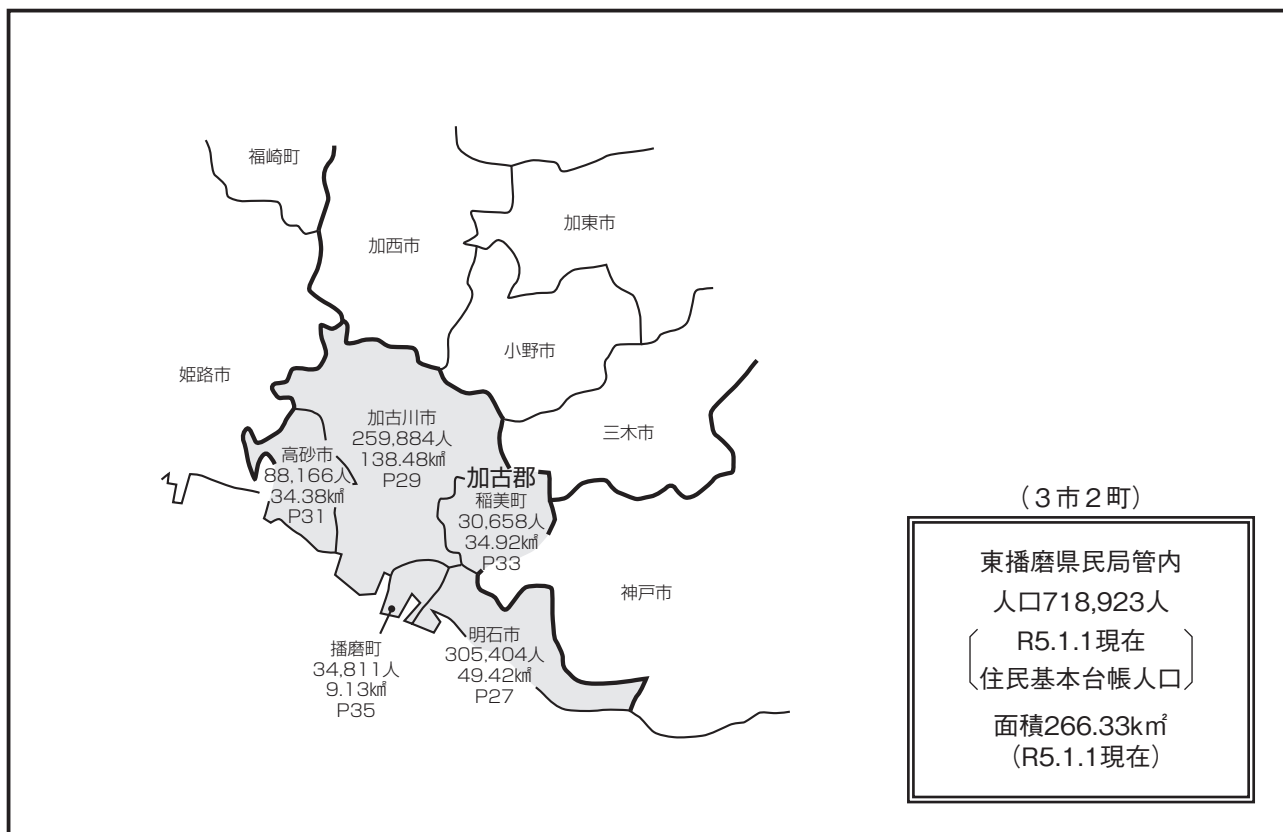 福崎町
加西市
加東市
小野市
姫路市
三木市
加古川市
259,884人
138.48㎢
P29
高砂市
88,166人
34.38㎢
P31
加古郡
稲美町
30,658人
34.92㎢
P33
神戸市
播磨町
34,811人
9.13㎢
P35
明石市
305,404人
49.42㎢
P27
（３市２町）
東播磨県民局管内
人口718,923人
R5.1.1現在
住民基本台帳人口
面積266.33k㎡
（R5.1.1現在）